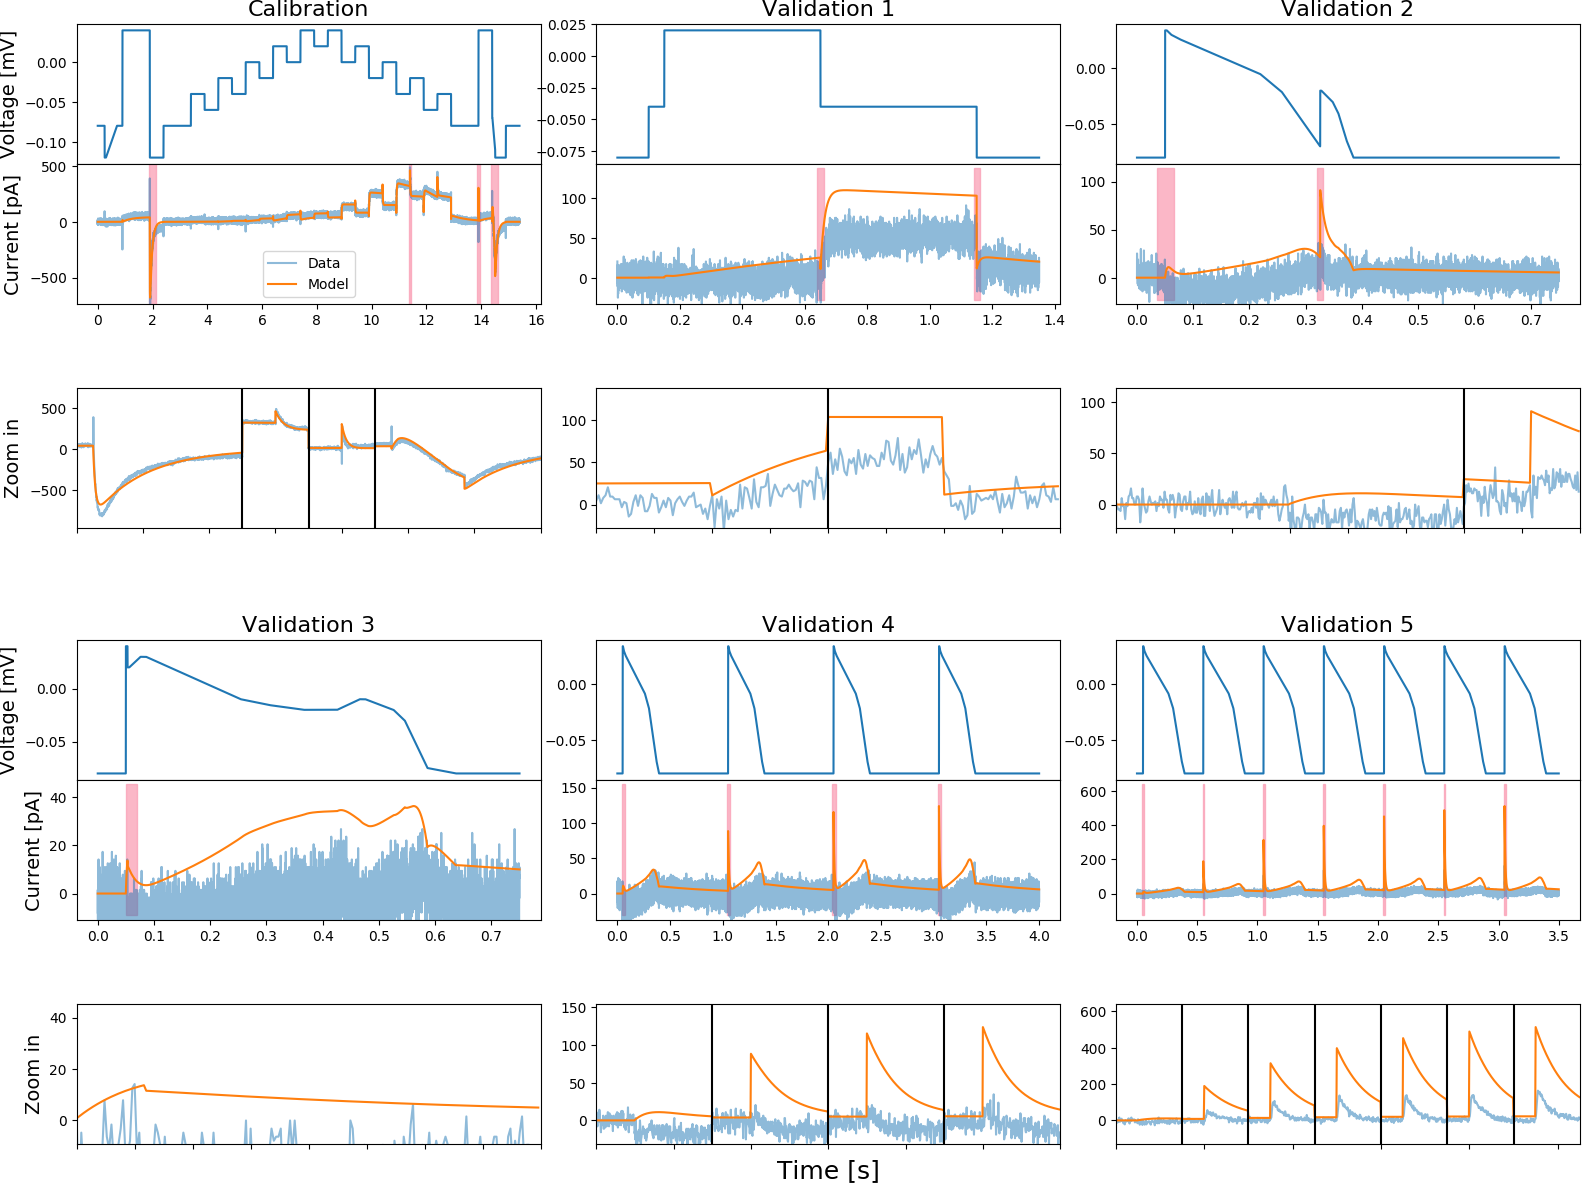 Calibration
Validation 1
Validation 2
Voltage [mV]
0.00
−0.05
−0.10
0.025
0.000
−0.025
−0.050
−0.075
0.00
−0.05
Current [pA]
500
0
−500
Data
Model
100
50
0
100
50
0
0 2 4 6 8 10 12 14 16
0.0 0.2 0.4 0.6 0.8 1.0 1.2 1.4
0.0 0.1 0.2 0.3 0.4 0.5 0.6 0.7
Zoom in
500
0
−500
100
50
0
100
50
0
Validation 3
Validation 4
Validation 5
Voltage [mV]
0.00
−0.05
0.00
−0.05
0.00
−0.05
Current [pA]
40
20
0
150
100
50
0
600
400
200
0
0.0 0.1 0.2 0.3 0.4 0.5 0.6 0.7
0.0 0.5 1.0 1.5 2.0 2.5 3.0 3.5 4.0
0.0 0.5 1.0 1.5 2.0 2.5 3.0 3.5
Zoom in
40
20
0
150
100
50
0
600
400
200
0
Time [s]